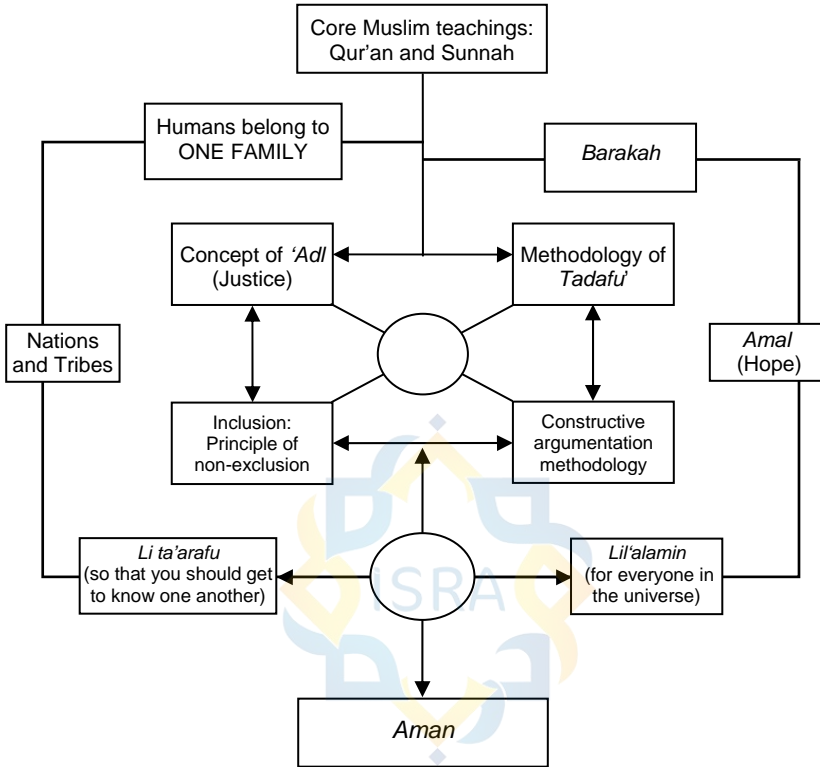 Core Muslim teachings:
Qur’an and Sunnah
Humans belong to
ONE FAMILY
Barakah
Concept of ‘Adl
(Justice)
Methodology of
Tadafu’
Nations
and Tribes
Amal
(Hope)
Inclusion:
Principle of
non-exclusion
Constructive
argumentation
methodology
Li ta’arafu
(so that you should get
to know one another)
Lil‘alamin
(for everyone in
the universe)
iSRA
Aman